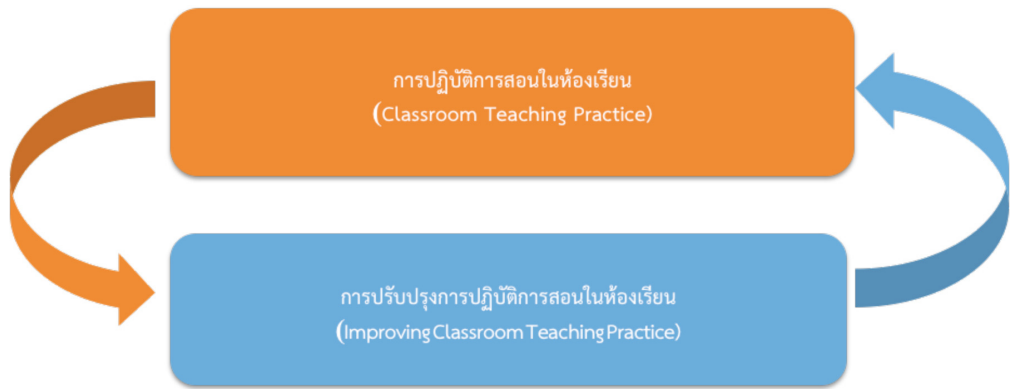 การปฏิบัติการสอนในห้องเรียน
(Classroom Teaching Practice)
การปรับปรุงการปฏิบัติการสอนในห้องเรียน
(Improving Classroom Teaching Practice)